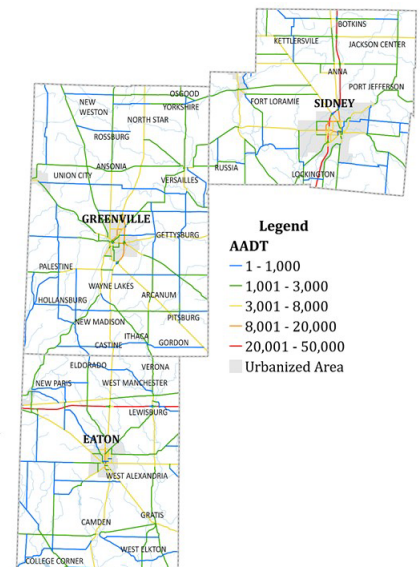 BOTKINS
KETTLERSVILE
JACKSON CENTER
ANNA
PORT JEFFERSON
FORT LORAMIE
SIDNEY
RUSSIA
LOCKINGTON
OSGOOD
NEW
WESTON
YORKSHIRE
NORTH STAR
ROSSBURG
ANSONIA
UNION CITY
VERSAILLES
GREENVILLE
GETTYSBURG
PALESTINE
WAYNE LAKES
HOLLANSBURG
ARCANUM
NEW MADISON
PITSBURG
ITHACA
CASTINE
GORDON
Legend
AADT
1 - 1,000
1,001 - 3,000
3,001 - 8,000
8,001 - 20,000
20,001 - 50,000
Urbanized Area
ELDORADO
VERONA
NEW PARIS
WEST MANCHESTER
LEWISBURG
EATON
WEST ALEXANDRIA
GRATIS
CAMDEN
WEST ELKTON
COLLEGE CORNER